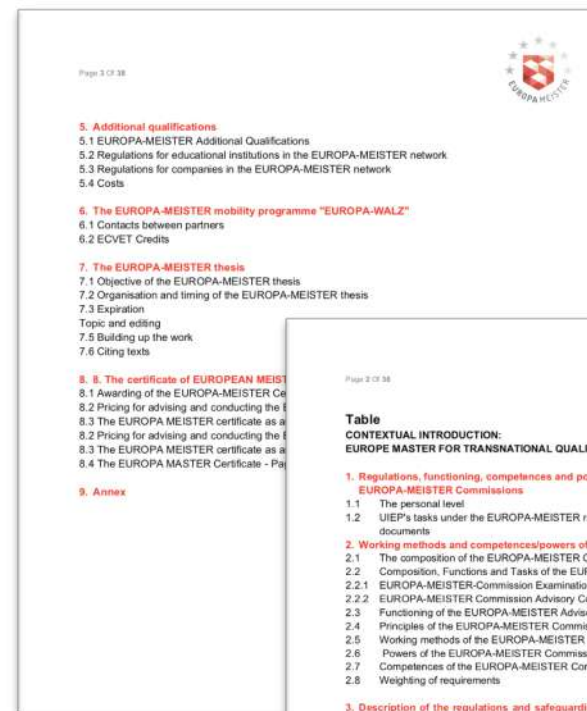 Page 3 Of 38
EUROPA MEISTER
5. Additional qualifications
5.1 EUROPA-MEISTER Additional Qualifications
5.2 Regulations for educational institutions in the EUROPA-MEISTER network
5.3 Regulations for companies in the EUROPA-MEISTER network
5.4 Costs
6. The EUROPA-MEISTER mobility programme "EUROPA-WALZ"
6.1 Contacts between partners
6.2 ECVET Credits
7. The EUROPA-MEISTER thesis
7.1 Objective of the EUROPA-MEISTER thesis
7.2 Organisation and timing of the EUROPA-MEISTER thesis
7.3 Expiration
Topic and editing
7.5 Building up the work
7.6 Citing texts
8. 8. The certificate of EUROPEAN MEIST
8.1 Awarding of the EUROPA-MEISTER Ce
8.2 Pricing for advising and conducting the
8.3 The EUROPA MEISTER certificate as a
8.2 Pricing for advising and conducting the
8.3 The EUROPA MEISTER certificate as a
8.4 The EUROPA MASTER Certificate - Pa
9. Annex
Page 2 Of 38
Table
CONTEXTUAL INTRODUCTION:
EUROPE MASTER FOR TRANSNATIONAL QUALI
1. Regulations, functioning, competences and po
EUROPA-MEISTER Commissions
1.1 The personal level
1.2 UIEP's tasks under the EUROPA-MEISTER r
documents
2. Working methods and competences/powers of
2.1 The composition of the EUROPA-MEISTER C
2.2 Composition, Functions and Tasks of the EUR
2.2.1 EUROPA-MEISTER-Commission Examinatio
2.2.2 EUROPA-MEISTER Commission Advisory Co
2.3 Functioning of the EUROPA-MEISTER Adviso
2.4 Principles of the EUROPA-MEISTER Commis
2.5 Working methods of the EUROPA-MEISTER
2.6 Powers of the EUROPA-MEISTER Commiss
2.7 Competences of the EUROPA-MEISTER Con
2.8 Weighting of requirements
3. Description of the regulations and safeguardi